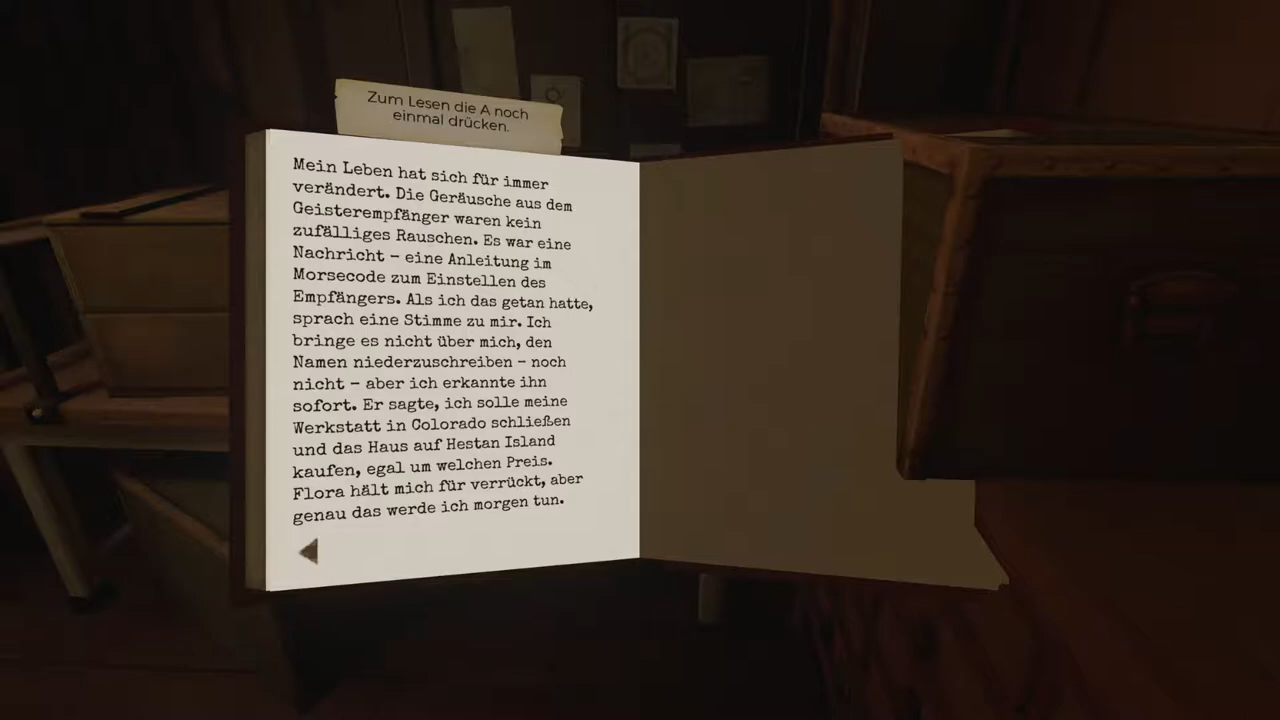 Zum Lesen die A noch
einmal drücken.
Mein Leben hat sich für immer
verändert. Die Geräusche aus dem
Geisterempfänger waren kein
zufälliges Rauschen. Es war eine
Nachricht – eine Anleitung im
Morsecode zum Einstellen des
Empfängers. Als ich das getan hatte,
sprach eine Stimme zu mir. Ich
bringe es nicht über mich, den
Namen niederzuschreiben – noch
nicht – aber ich erkannte ihn
sofort. Er sagte, ich solle meine
Werkstatt in Colorado schließen
und das Haus auf Hestan Island
kaufen, egal um welchen Preis.
Flora hält mich für verrückt, aber
genau das werde ich morgen tun.